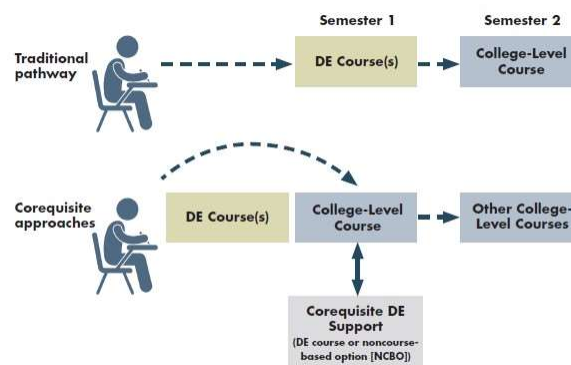 Semester 1 Semester 2
Traditional
pathway
DE Course(s)
College-Level
Course
Corequisite
approaches
DE Course(s)
College-Level
Course
Other College-
Level Courses
Corequisite DE
Support
(DE course or noncourse-
based option [NCBO])